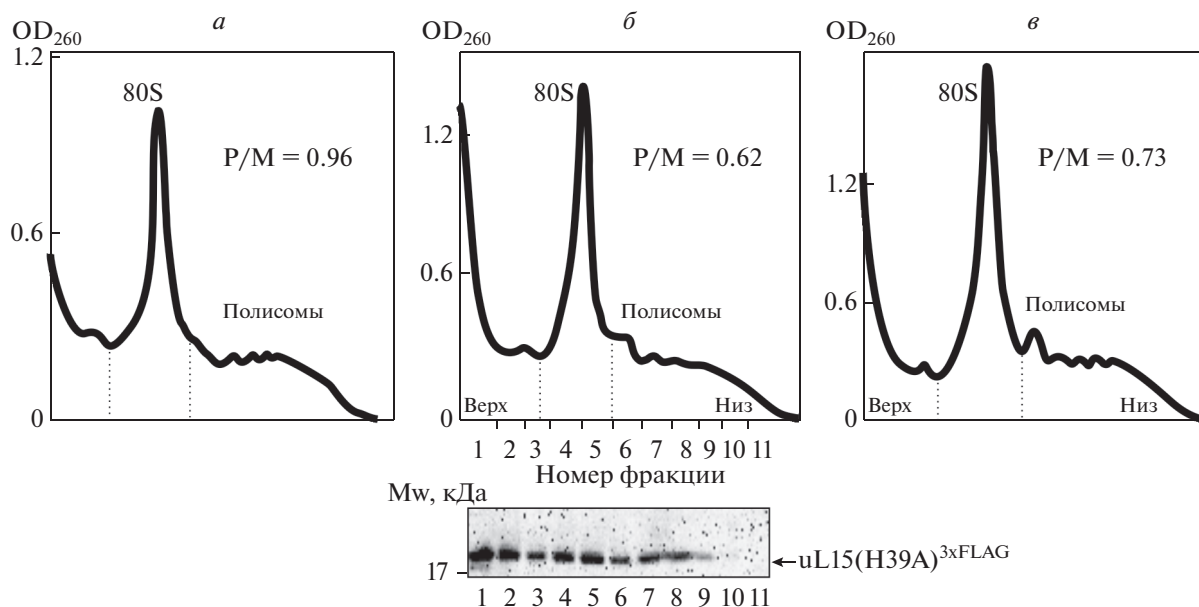 а
OD260
1.2
80S
P/M = 0.96
0.6
Полисомы
0
б
OD260
80S
1.2
P/M = 0.62
0.6
Полисомы
0
Верх
Низ
1 2 3 4 5 6 7 8 9 10 11
Номер фракции
в
OD260
80S
1.2
P/M = 0.73
0.6
Полисомы
0
Верх
Низ
Mw, кДа
17
uL15(H39A)3xFLAG
1 2 3 4 5 6 7 8 9 10 11